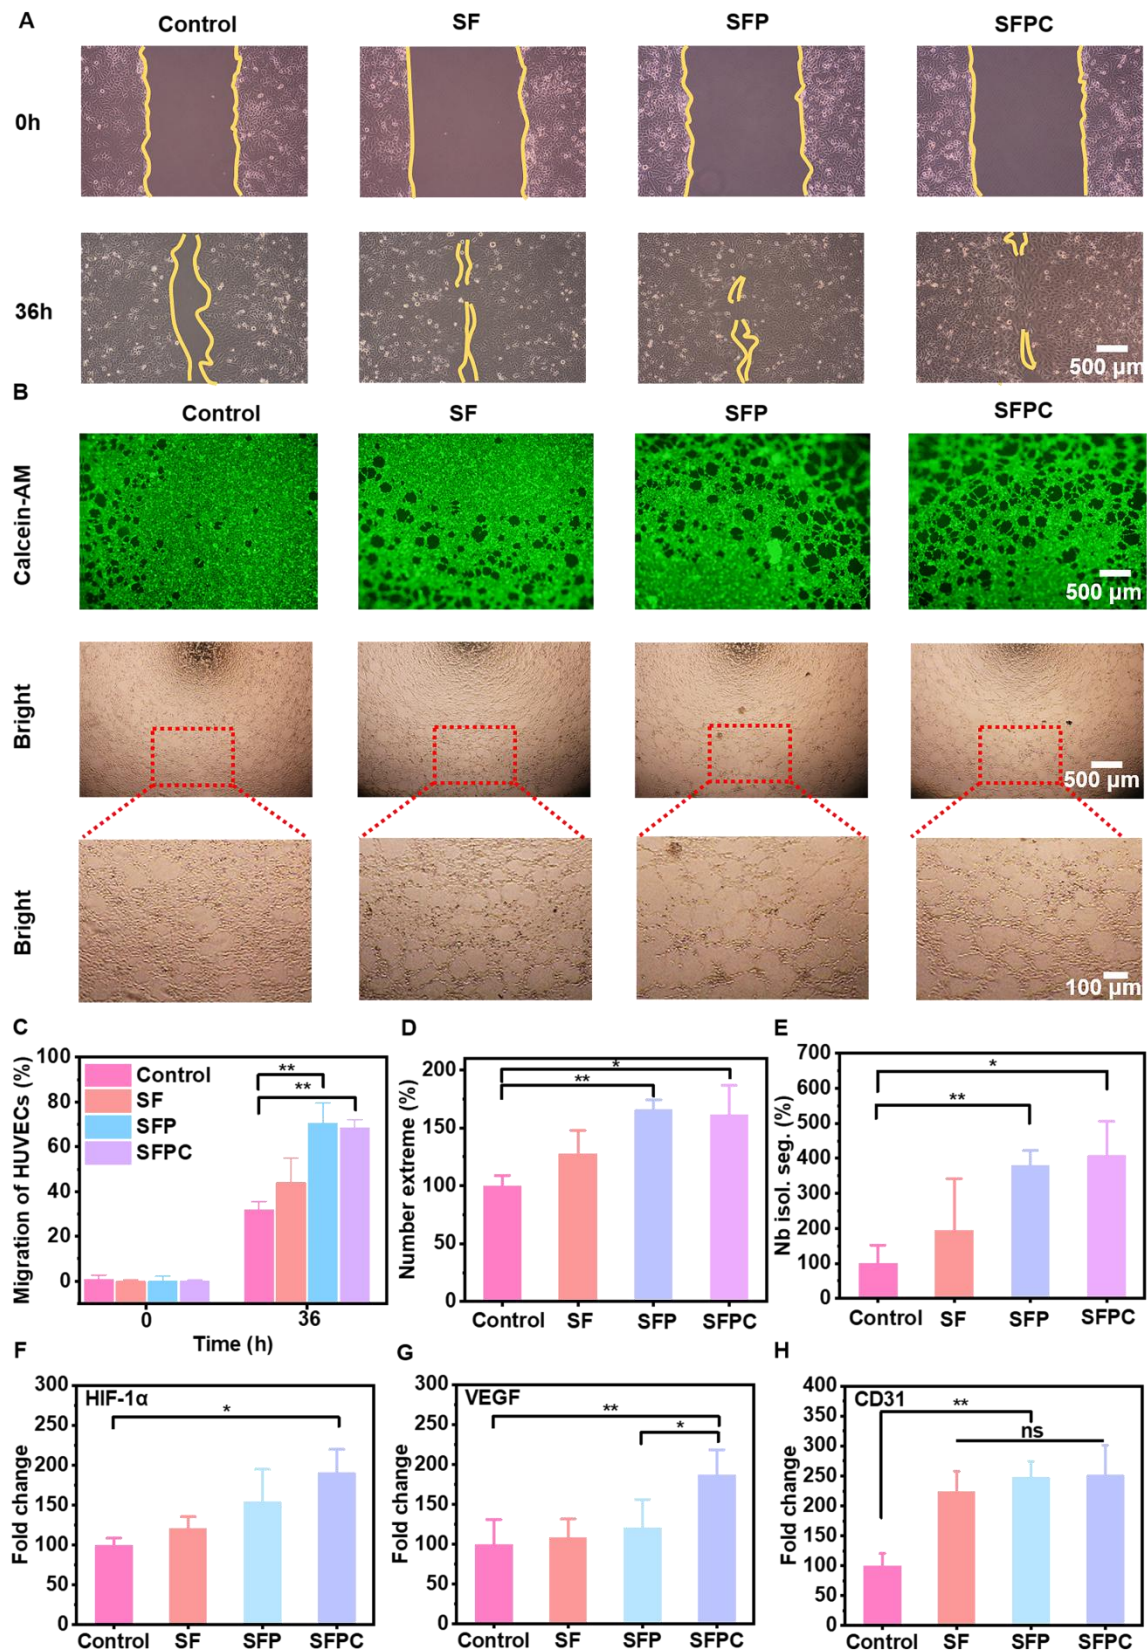 A
Control SF SFP SFPC
0h
36h
500 µm
B
Control SF SFP SFPC
Calcein-AM
500 µm
Bright
500 µm
Bright
100 µm
C
Migration of HUVECs (%)
100
80
60
40
20
0
Control
SF
SFP
SFPC
**
**
0 36
Time (h)
D
Number extreme (%)
200
150
100
50
0
*
**
Control SF SFP SFPC
E
Nb isol. seg. (%)
700
600
500
400
300
200
100
0
*
**
Control SF SFP SFPC
F
Fold change
300
250
200
150
100
50
0
HIF-1α
*
Control SF SFP SFPC
G
Fold change
300
250
200
150
100
50
0
VEGF
**
*
Control SF SFP SFPC
H
Fold change
400
350
300
250
200
150
100
50
0
CD31
**
ns
Control SF SFP SFPC